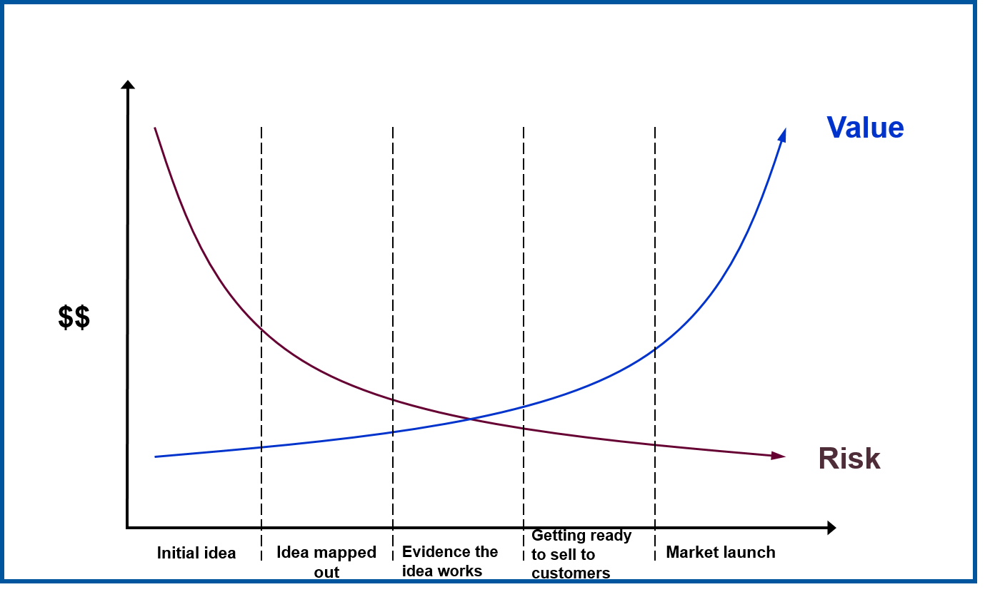 Value
$$
Risk
Initial idea
Idea mapped
out
Evidence the
idea works
Getting ready
to sell to
customers
Market launch